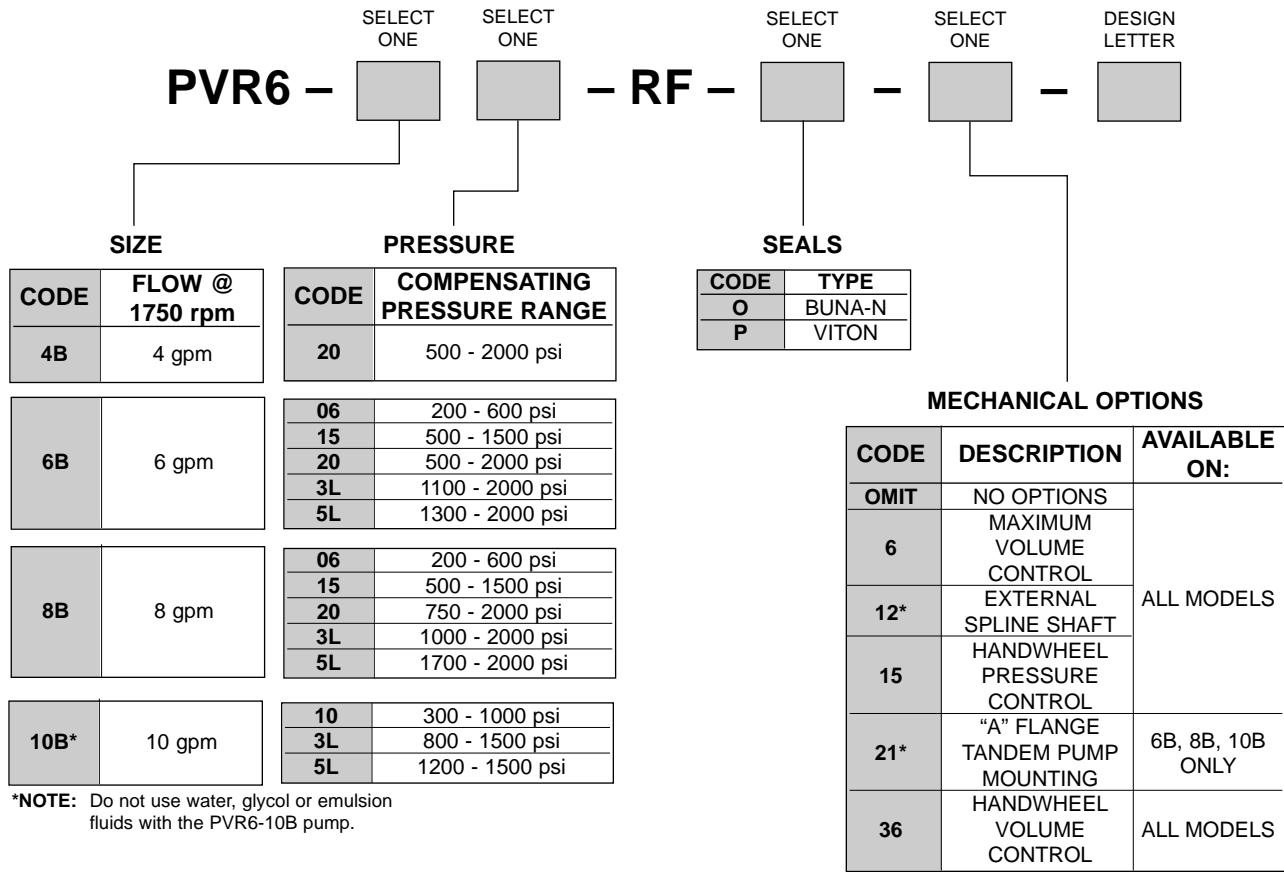 SELECT ONE
SELECT ONE
SELECT ONE
SELECT ONE
DESIGN LETTER
PVR6 – – RF – – –
SIZE
CODE FLOW @ 1750 rpm
4B 4 gpm
6B 6 gpm
8B 8 gpm
10B* 10 gpm
*NOTE: Do not use water, glycol or emulsion
fluids with the PVR6-10B pump.
PRESSURE
CODE COMPENSATING PRESSURE RANGE
20 500 - 2000 psi
06 200 - 600 psi
15 500 - 1500 psi
20 500 - 2000 psi
3L 1100 - 2000 psi
5L 1300 - 2000 psi
06 200 - 600 psi
15 500 - 1500 psi
20 750 - 2000 psi
3L 1000 - 2000 psi
5L 1700 - 2000 psi
10 300 - 1000 psi
3L 800 - 1500 psi
5L 1200 - 1500 psi
SEALS
CODE TYPE
O BUNA-N
P VITON
MECHANICAL OPTIONS
CODE DESCRIPTION AVAILABLE ON:
OMIT NO OPTIONS
6 MAXIMUM VOLUME CONTROL
12* EXTERNAL SPLINE SHAFT
ALL MODELS
15 HANDWHEEL PRESSURE CONTROL
21* “A” FLANGE TANDEM PUMP MOUNTING 6B, 8B, 10B ONLY
36 HANDWHEEL VOLUME CONTROL ALL MODELS